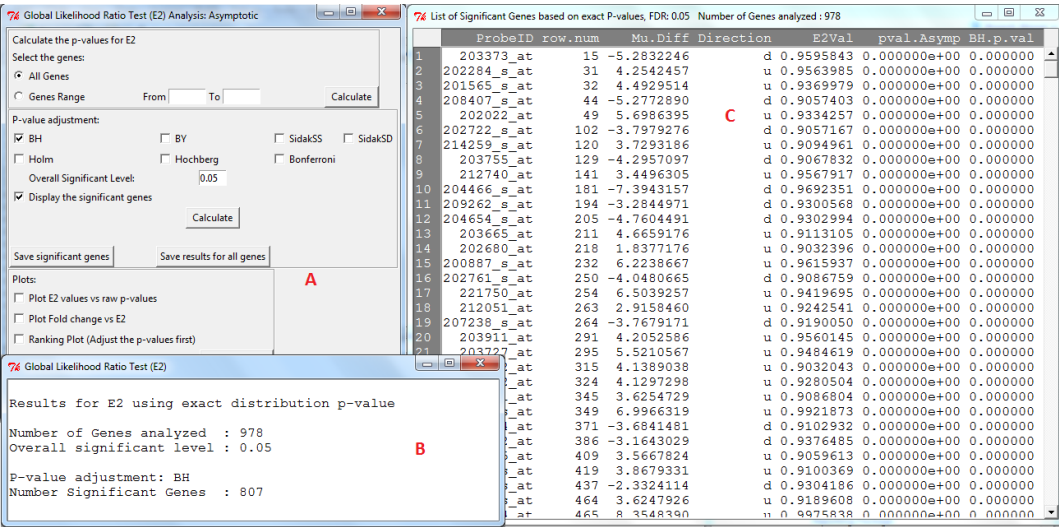 Global Likelihood Ratio Test (E2) Analysis: Asymptotic
Calculate the p-values for E2
Select the genes:
All Genes
Genes Range From To Calculate
P-value adjustment:
BH BY SidakSS SidakSD
Holm Hochberg Bonferroni
Overall Significant Level: 0.05
Display the significant genes
Calculate
Save significant genes Save results for all genes
A
Plots:
Plot E2 values vs raw p-values
Plot Fold change vs E2
Ranking Plot (Adjust the p-values first)
Global Likelihood Ratio Test (E2)
Results for E2 using exact distribution p-value
Number of Genes analyzed : 978
Overall significant level : 0.05
B
P-value adjustment: BH
Number Significant Genes : 807
List of Significant Genes based on exact P-values, FDR: 0.05 Number of Genes analyzed : 978
ProbeID row.num Mu.Diff Direction E2Val pval.Asymp BH.p.val
1 203373_at 15 -5.2832246 d 0.9595843 0.000000e+00 0.000000
2 202284_s_at 31 4.2542457 u 0.9563985 0.000000e+00 0.000000
3 201565_s_at 32 4.4929514 u 0.9369979 0.000000e+00 0.000000
4 208407_s_at 44 -5.2772890 d 0.9057403 0.000000e+00 0.000000
5 202022_at 49 5.6986395 u 0.9334257 0.000000e+00 0.000000
C
6 202722_s_at 102 -3.7979276 d 0.9057167 0.000000e+00 0.000000
7 214259_s_at 120 3.7293186 u 0.9094961 0.000000e+00 0.000000
8 203755_at 129 -4.2957097 d 0.9067832 0.000000e+00 0.000000
9 212740_at 141 3.4496305 u 0.9567917 0.000000e+00 0.000000
10 204466_s_at 181 -7.3943157 d 0.9692351 0.000000e+00 0.000000
11 209262_s_at 194 -3.2844971 d 0.9300568 0.000000e+00 0.000000
12 204654_s_at 205 -4.7604491 d 0.9302994 0.000000e+00 0.000000
13 203665_at 211 4.6659176 u 0.9113105 0.000000e+00 0.000000
14 202680_at 218 1.8377176 u 0.9032396 0.000000e+00 0.000000
15 200887_s_at 232 6.2238667 u 0.9615937 0.000000e+00 0.000000
16 202761_s_at 250 -4.0480665 d 0.9086759 0.000000e+00 0.000000
17 221750_at 254 6.5039257 u 0.9419695 0.000000e+00 0.000000
18 212051_at 263 2.9158460 u 0.9242541 0.000000e+00 0.000000
19 207238_s_at 264 -3.7679171 d 0.9190050 0.000000e+00 0.000000
20 203911_at 291 4.2052586 u 0.9560145 0.000000e+00 0.000000
21 203727_at 295 5.5210567 u 0.9484619 0.000000e+00 0.000000
_at 315 4.1389038 u 0.9032043 0.000000e+00 0.000000
_at 324 4.1297298 u 0.9280504 0.000000e+00 0.000000
_at 345 3.6254729 u 0.9086804 0.000000e+00 0.000000
s_at 349 6.9966319 u 0.9921873 0.000000e+00 0.000000
_at 371 -3.6841481 d 0.9102932 0.000000e+00 0.000000
_at 386 -3.1643029 d 0.9376485 0.000000e+00 0.000000
s_at 409 3.5667824 u 0.9059613 0.000000e+00 0.000000
s_at 419 3.8679331 u 0.9100369 0.000000e+00 0.000000
s_at 437 -2.3324114 d 0.9304186 0.000000e+00 0.000000
s_at 464 3.6247926 u 0.9189608 0.000000e+00 0.000000
_at 465 8.3548390 u 0.9975838 0.000000e+00 0.000000